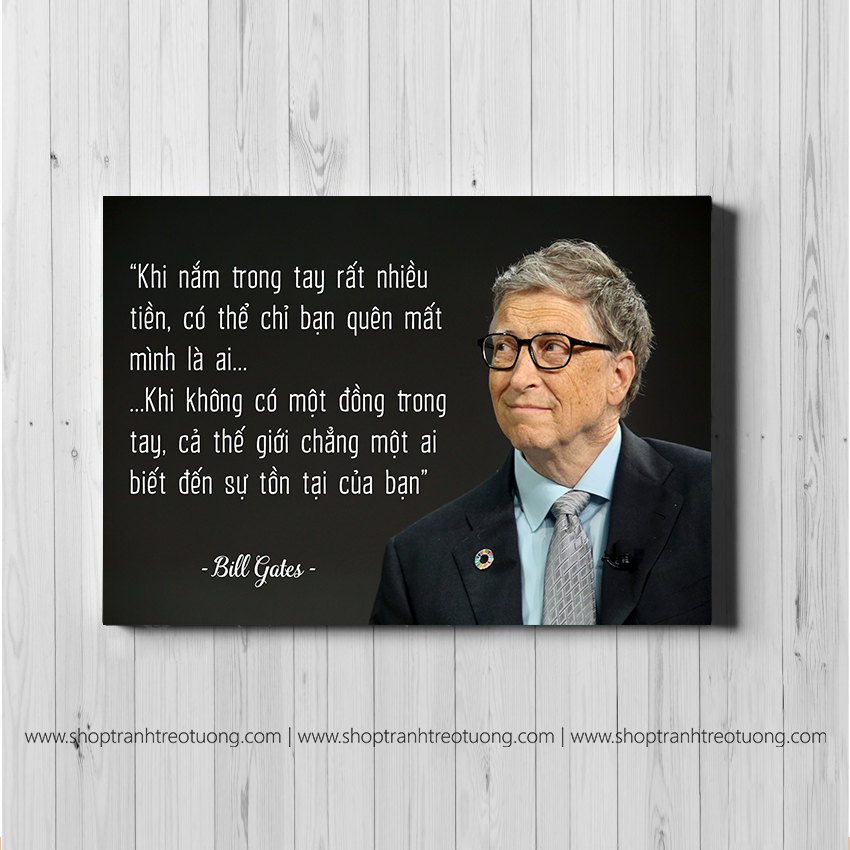 “Khi nắm trong tay rất nhiều
tiền, có thể chỉ bạn quên mất
mình là ai...
...Khi không có một đồng trong
tay, cả thế giới chẳng một ai
biết đến sự tồn tại của bạn”
-Bill Gates -
www.shoptranhtreotuong.com | www.shoptranhtreotuong.com | www.shoptranhtreotuong.com